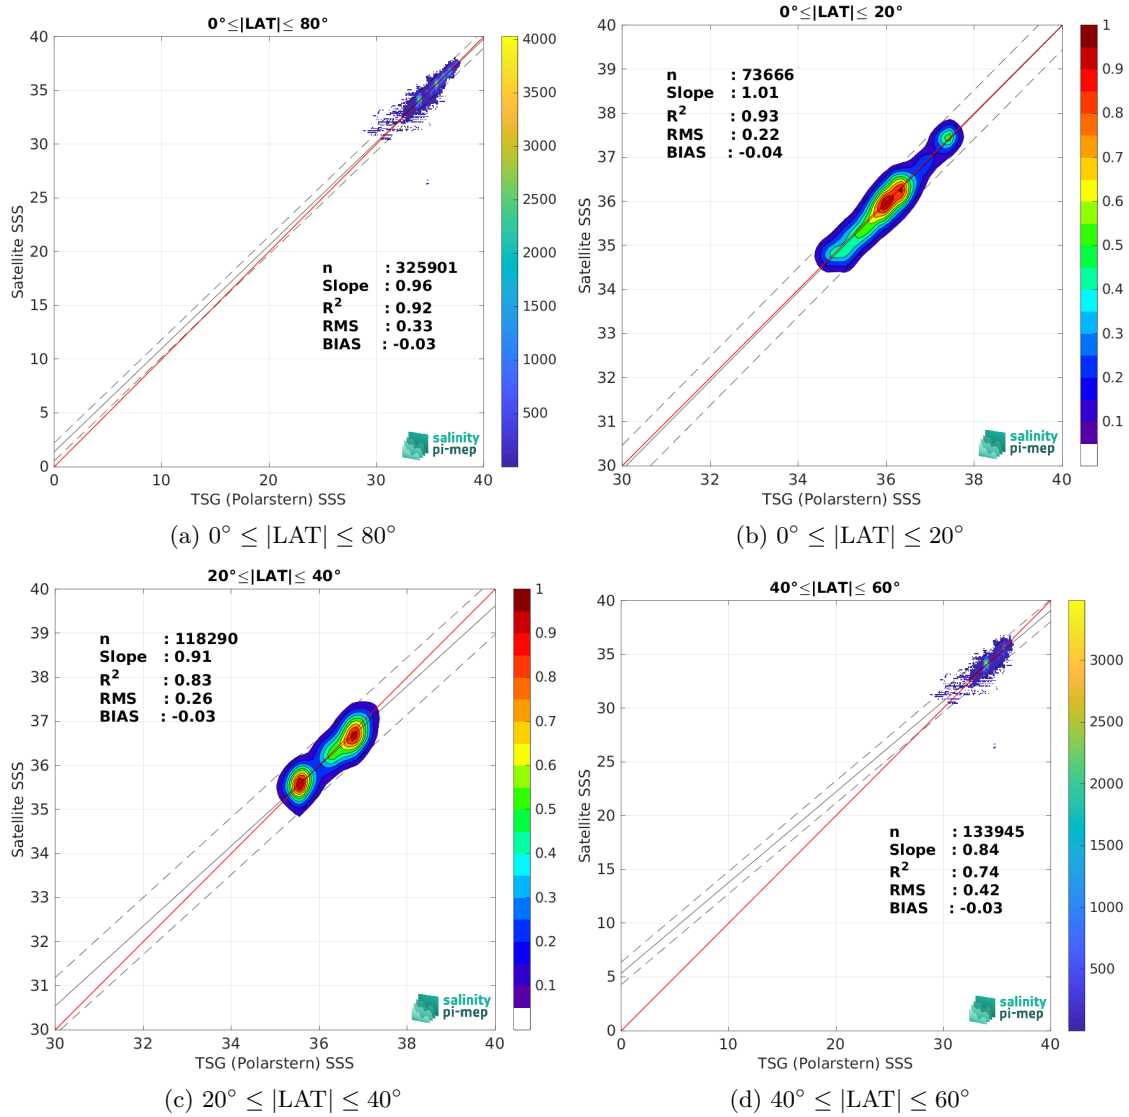 0°≤|LAT|≤ 80°
40
35
30
25
20
15
10
5
0
0
10
20
30
40
4000
3500
3000
2500
2000
1500
1000
500
Satellite SSS
TSG (Polarstern) SSS
n : 325901
Slope : 0.96
R² : 0.92
RMS : 0.33
BIAS : -0.03
salinity
pi-mep
(a) 0° ≤ |LAT| ≤ 80°
0°≤|LAT|≤ 20°
40
39
38
37
36
35
34
33
32
31
30
30
32
34
36
38
40
1
0.9
0.8
0.7
0.6
0.5
0.4
0.3
0.2
0.1
Satellite SSS
TSG (Polarstern) SSS
n : 73666
Slope : 1.01
R² : 0.93
RMS : 0.22
BIAS : -0.04
salinity
pi-mep
(b) 0° ≤ |LAT| ≤ 20°
20°≤|LAT|≤ 40°
40
39
38
37
36
35
34
33
32
31
30
30
32
34
36
38
40
1
0.9
0.8
0.7
0.6
0.5
0.4
0.3
0.2
0.1
Satellite SSS
TSG (Polarstern) SSS
n : 118290
Slope : 0.91
R² : 0.83
RMS : 0.26
BIAS : -0.03
salinity
pi-mep
(c) 20° ≤ |LAT| ≤ 40°
40°≤|LAT|≤ 60°
40
35
30
25
20
15
10
5
0
0
10
20
30
40
3000
2500
2000
1500
1000
500
Satellite SSS
TSG (Polarstern) SSS
n : 133945
Slope : 0.84
R² : 0.74
RMS : 0.42
BIAS : -0.03
salinity
pi-mep
(d) 40° ≤ |LAT| ≤ 60°